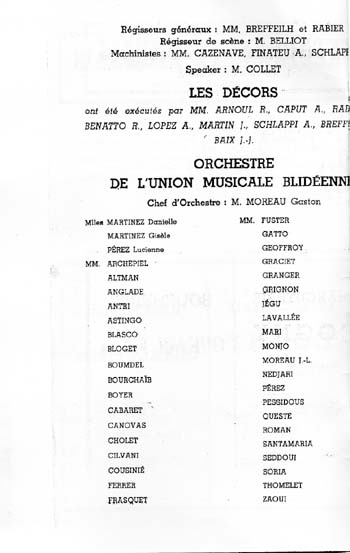 Régisseurs généraux : MM. BREFFEILH et RABIER
Régisseur de scène : M. BELLIOT
Machinistes : MM. CAZENAVE, FINATEU A., SCHLAPP
Speaker : M. COLLET
LES DÉCORS
ont été exécutés par MM. ARNOUL R., CAPUT A., RAB
BENATTO R., LOPEZ A., MARTIN J., SCHLAPPI A., BREFF
BAIX J.-J.
ORCHESTRE
DE L'UNION MUSICALE BLIDÉENN
Chef d'Orchestre : M. MOREAU Gaston
Mlles MARTINEZ Danielle
MARTINEZ Gisèle
PÉREZ Lucienne
MM. ARCHEPIEL
ALTMAN
ANGLADE
ANTRI
ASTINGO
BLASCO
BLOGET
BOUMDEL
BOURCHAÏB
BOYER
CABARET
CANOVAS
CHOLET
CILVANI
COUSINIÉ
FERRER
FRASQUET
MM. FUSTER
GATTO
GEOFFROY
GRACIET
GRANGER
GRIGNON
JÉGU
LAVALLÉE
MARI
MONJO
MOREAU J.-L.
NEDJARI
PÉREZ
PESSIDOUS
QUESTE
ROMAN
SANTAMARIA
SEDDOUI
SORIA
THOMELET
ZAOUI